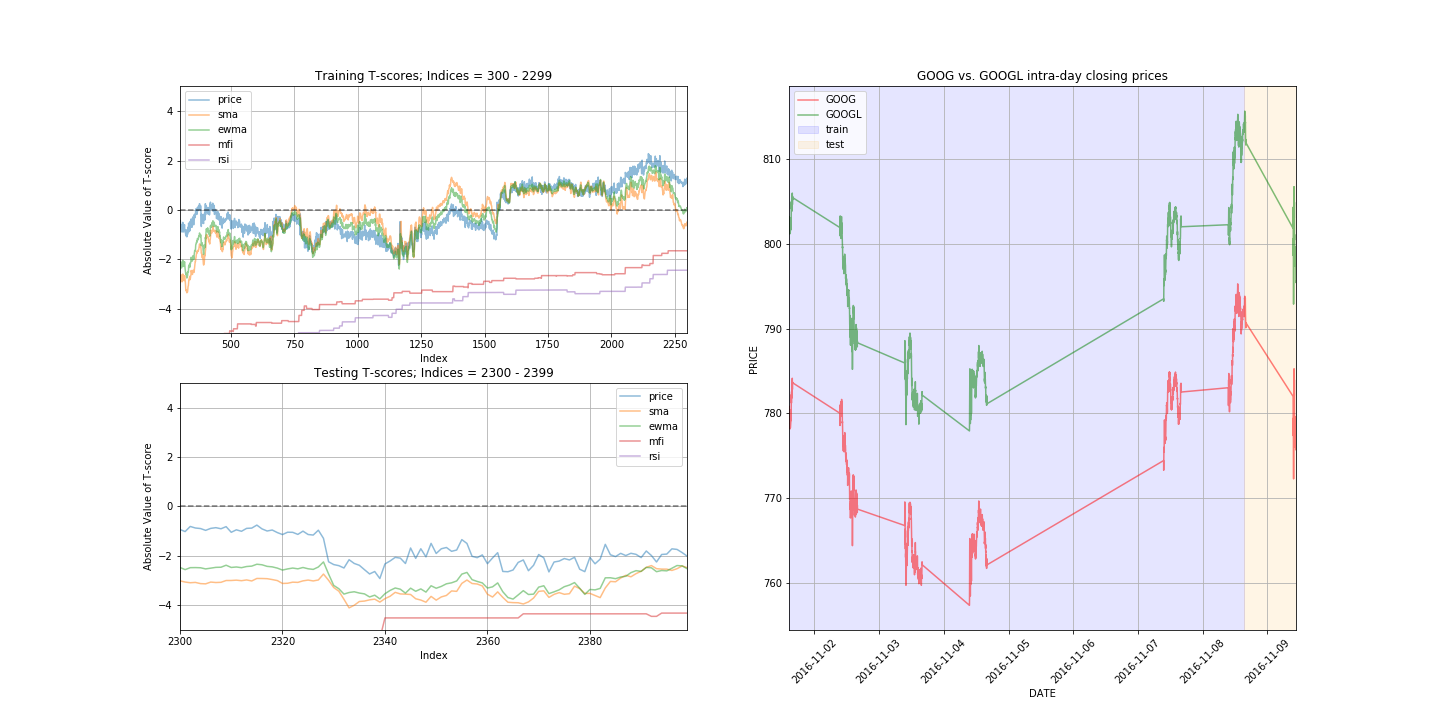 Training T-scores; Indices = 300 - 2299
price
sma
ewma
mfi
rsi
Absolute Value of T-score
4
2
0
−2
−4
500 750 1000 1250 1500 1750 2000 2250
Index
Testing T-scores; Indices = 2300 - 2399
price
sma
ewma
mfi
rsi
Absolute Value of T-score
4
2
0
−2
−4
2300 2320 2340 2360 2380
Index
GOOG vs. GOOGL intra-day closing prices
GOOG
GOOGL
train
test
PRICE
810
800
790
780
770
760
2016-11-02 2016-11-03 2016-11-04 2016-11-05 2016-11-06 2016-11-07 2016-11-08 2016-11-09
DATE